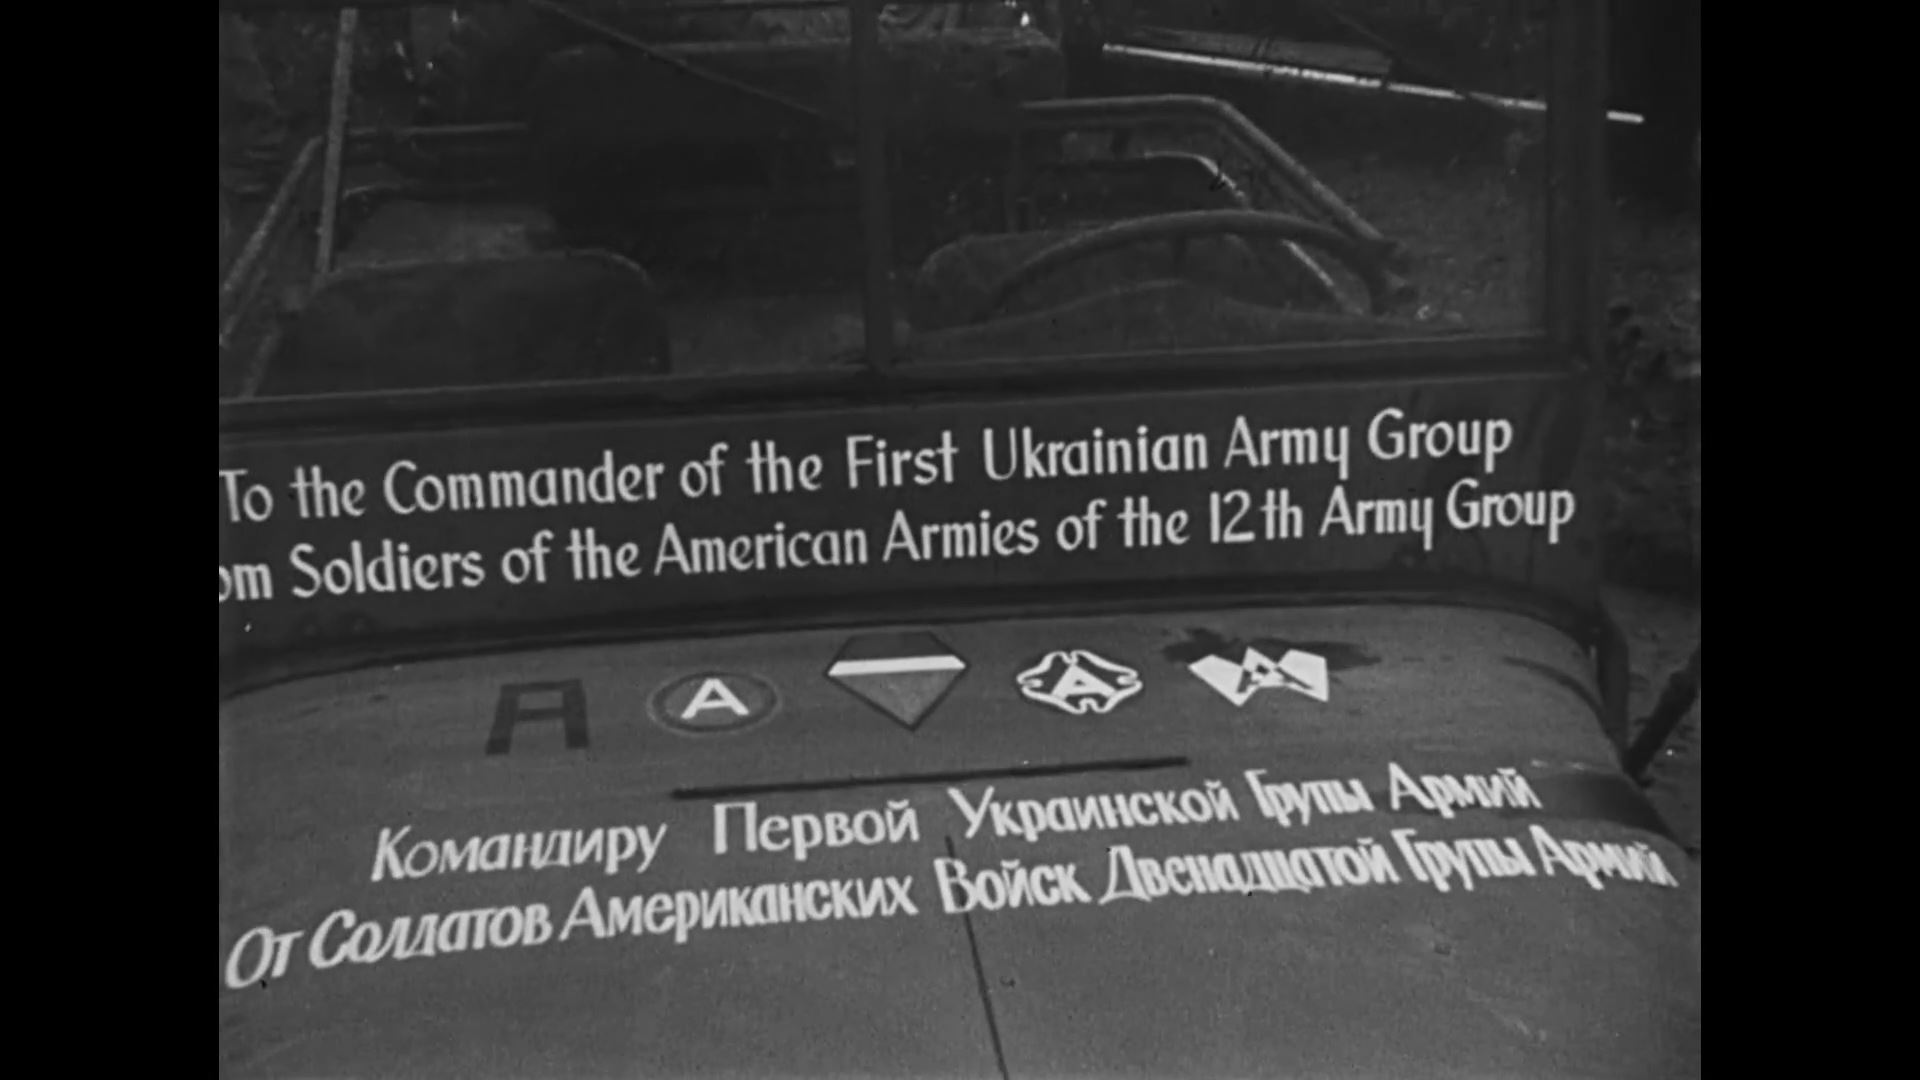 To the Commander of the First Ukrainian Army Group
om Soldiers of the American Armies of the 12th Army Group
A A A A
Командиру Первой Украинской Групы Армий
От Солдатов Американских Войск Двенадцатой Групы Армий